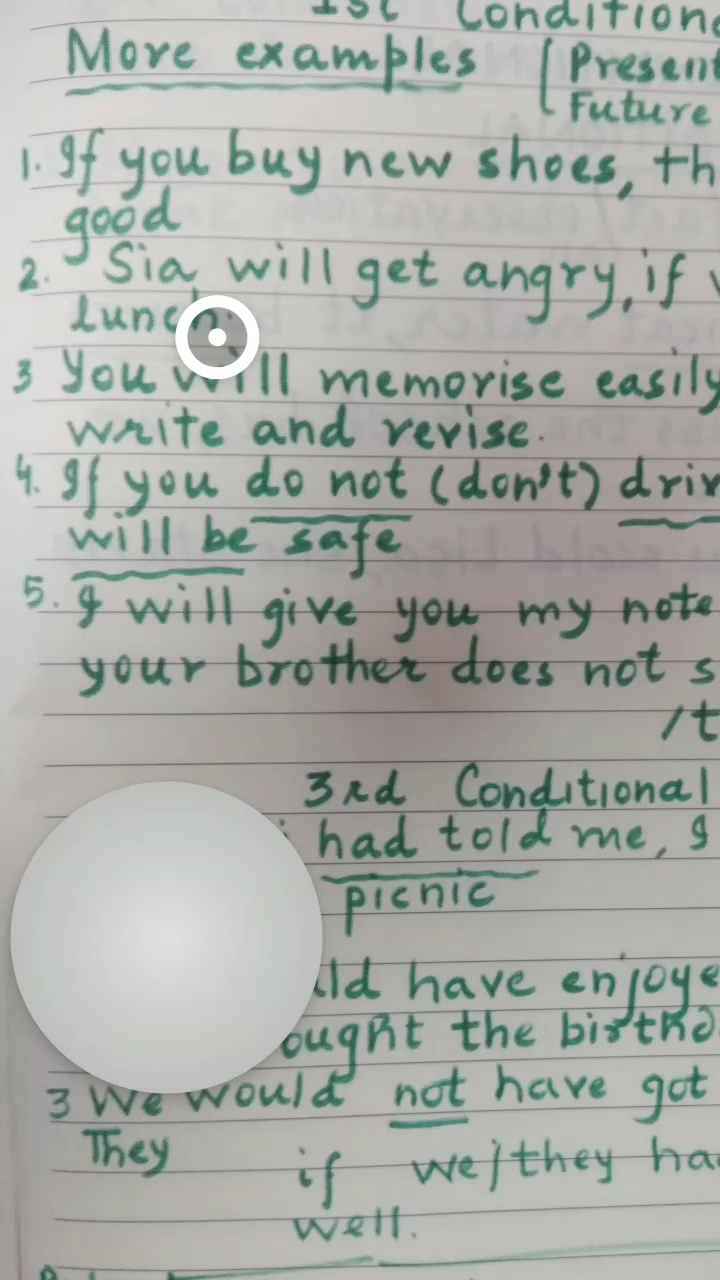 1st Condition
More examples [Present
Future
1. If you buy new shoes, th
good
2. Sia will get angry, if
lunch.
3 You will memorise easily
write and revise.
4. If you do not (don't) drin
will be safe
5. I will give you my note
your brother does not s
/t
3rd Conditional
had told me, I
picnic
uld have enjoye
ought the birthd
3 We would not have got
They
if we/they ha
well.